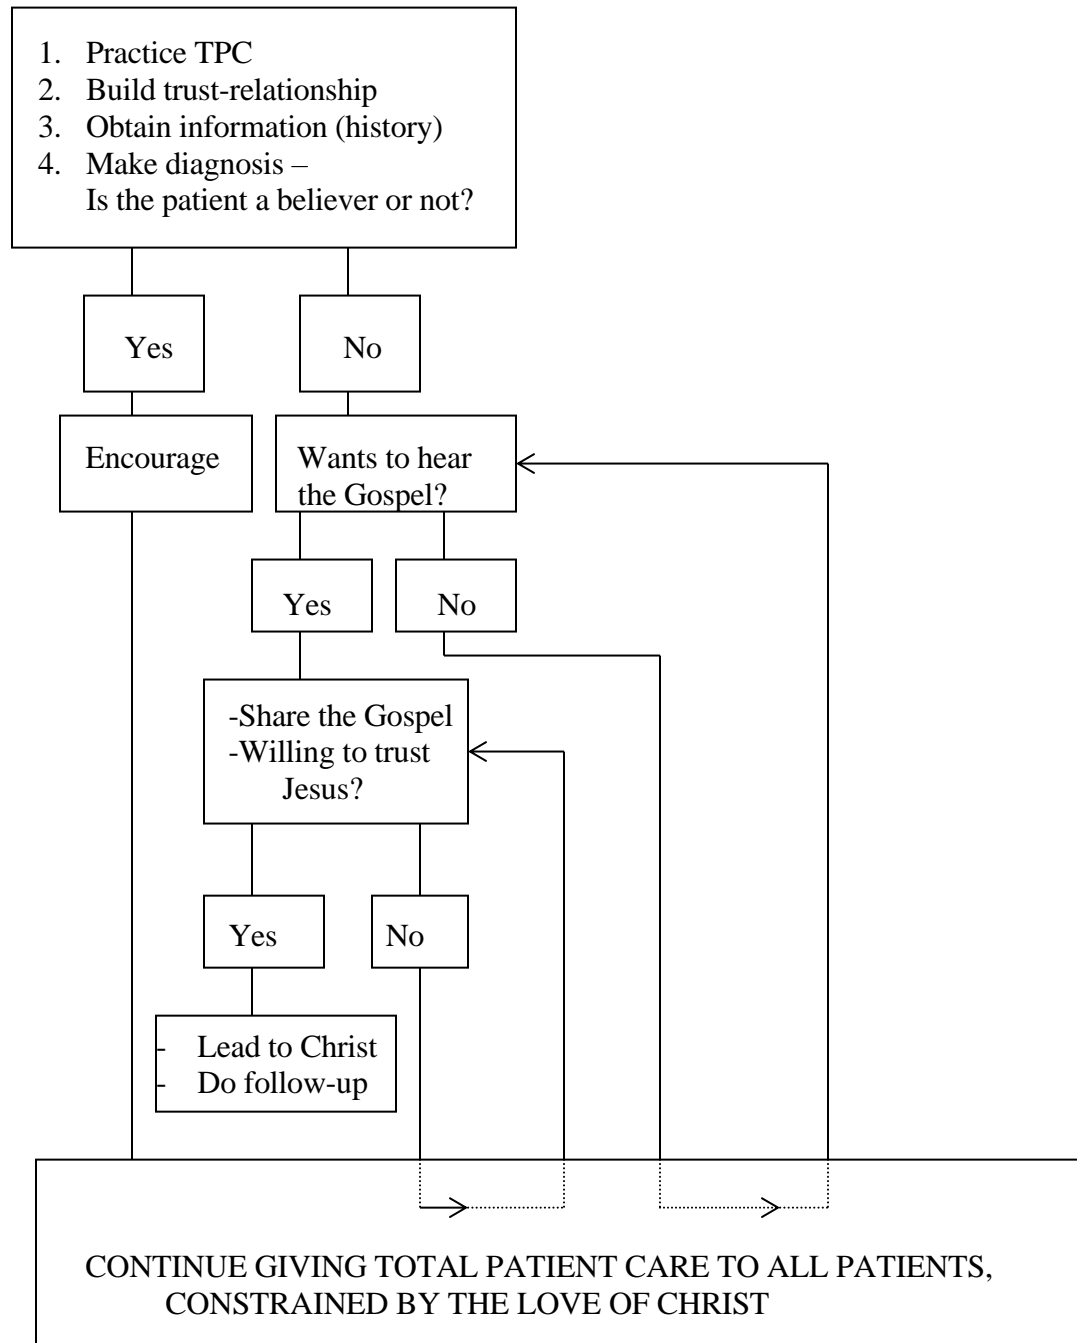 1. Practice TPC
2. Build trust-relationship
3. Obtain information (history)
4. Make diagnosis –
Is the patient a believer or not?
Yes
No
Encourage
Wants to hear
the Gospel?
Yes
No
-Share the Gospel
-Willing to trust
Jesus?
Yes
No
- Lead to Christ
- Do follow-up
CONTINUE GIVING TOTAL PATIENT CARE TO ALL PATIENTS,
CONSTRAINED BY THE LOVE OF CHRIST